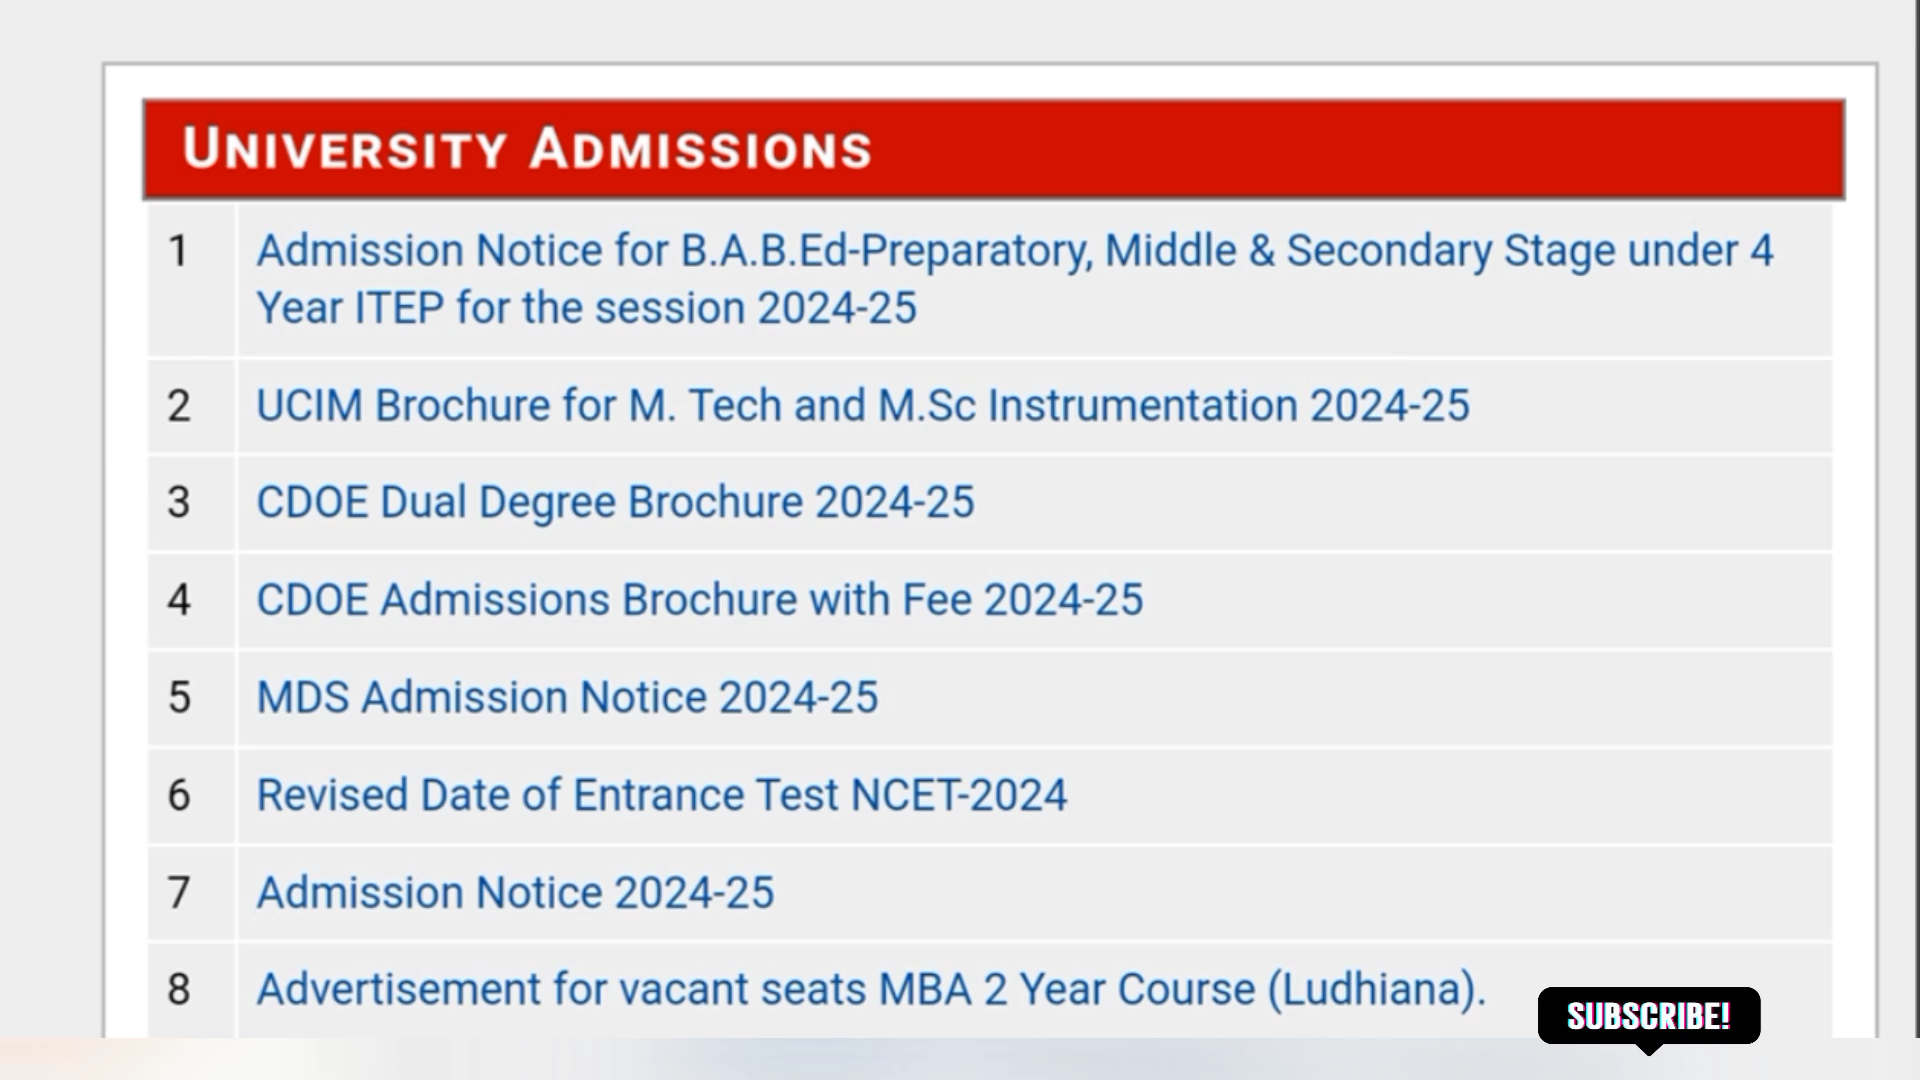 UNIVERSITY ADMISSIONS
1 Admission Notice for B.A.B.Ed-Preparatory, Middle & Secondary Stage under 4
Year ITEP for the session 2024-25
2 UCIM Brochure for M. Tech and M.Sc Instrumentation 2024-25
3 CDOE Dual Degree Brochure 2024-25
4 CDOE Admissions Brochure with Fee 2024-25
5 MDS Admission Notice 2024-25
6 Revised Date of Entrance Test NCET-2024
7 Admission Notice 2024-25
8 Advertisement for vacant seats MBA 2 Year Course (Ludhiana).
SUBSCRIBE!